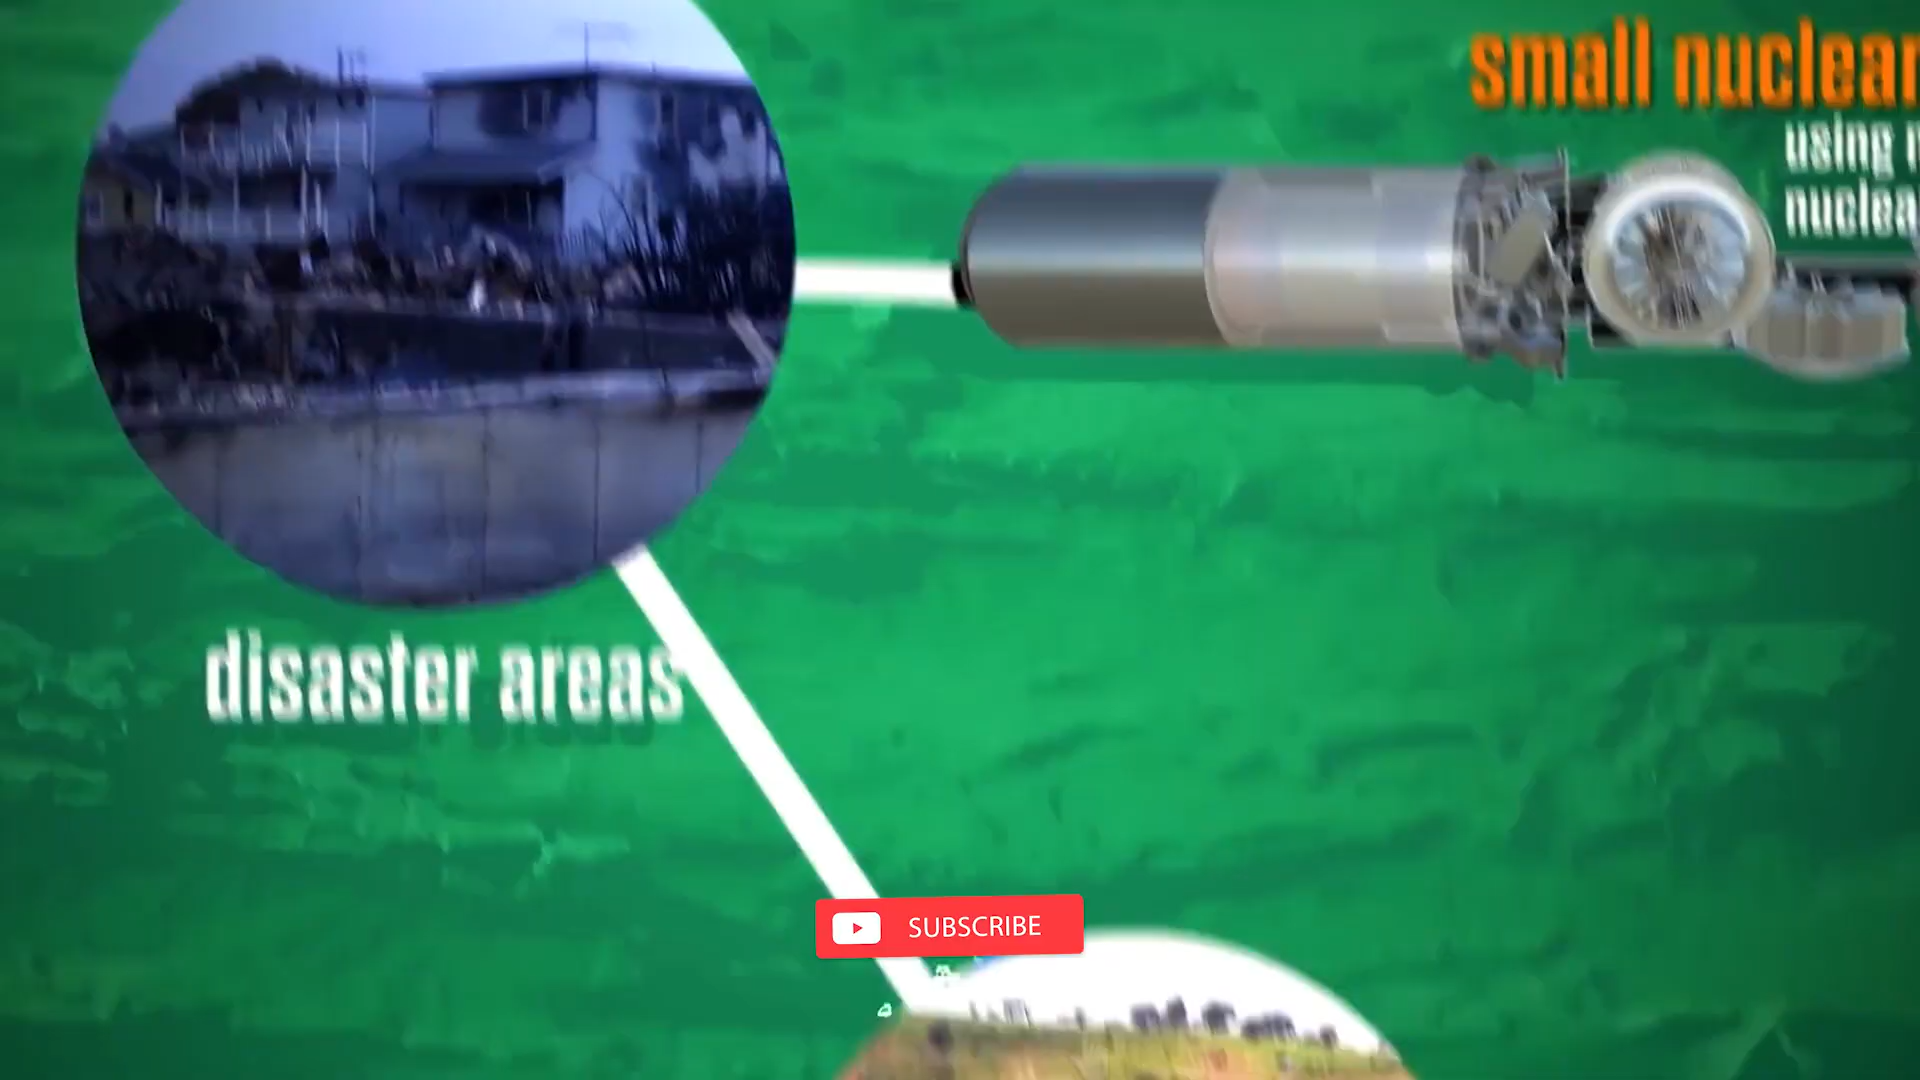 small nuclear
using
nuclea
disaster areas
SUBSCRIBE